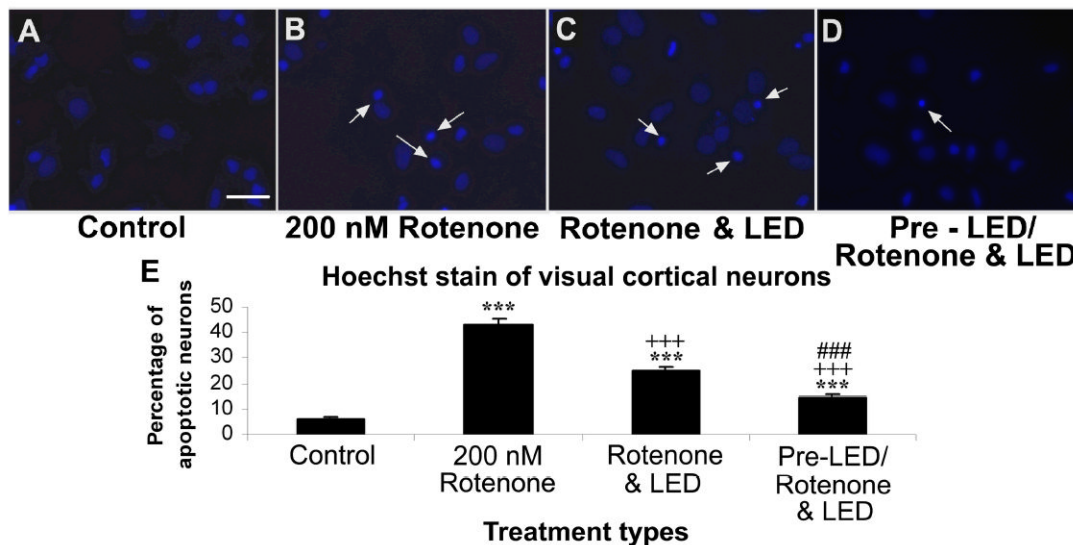 A
B
C
D
Control
200 nM Rotenone
Rotenone & LED
Pre - LED/
Rotenone & LED
E
Hoechst stain of visual cortical neurons
Percentage of
apoptotic neurons
50
40
30
20
10
0
***
+++
***
###
+++
***
Control
200 nM
Rotenone
Rotenone
& LED
Pre-LED/
Rotenone
& LED
Treatment types